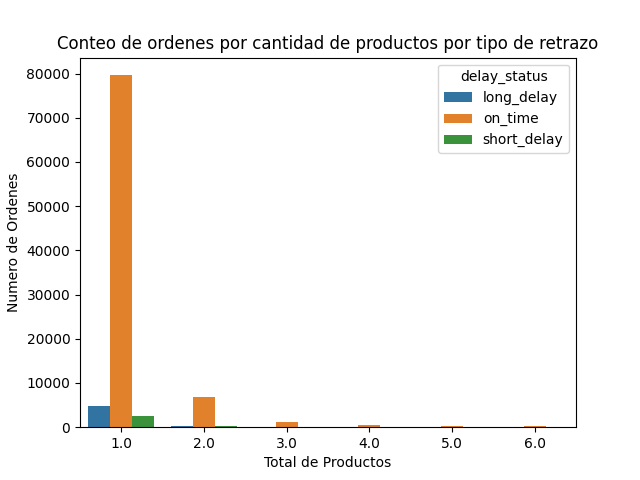 Conteo de ordenes por cantidad de productos por tipo de retrazo
delay_status
long_delay
on_time
short_delay
80000
70000
60000
50000
40000
30000
20000
10000
0
Numero de Ordenes
1.0 2.0 3.0 4.0 5.0 6.0
Total de Productos